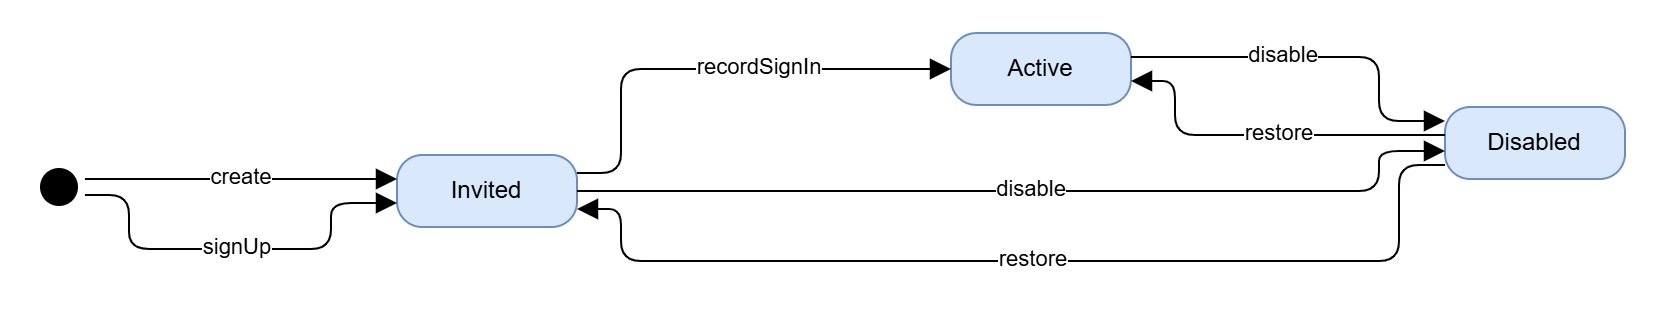 disable
recordSignIn
Active
restore
Disabled
create
Invited
disable
signUp
restore